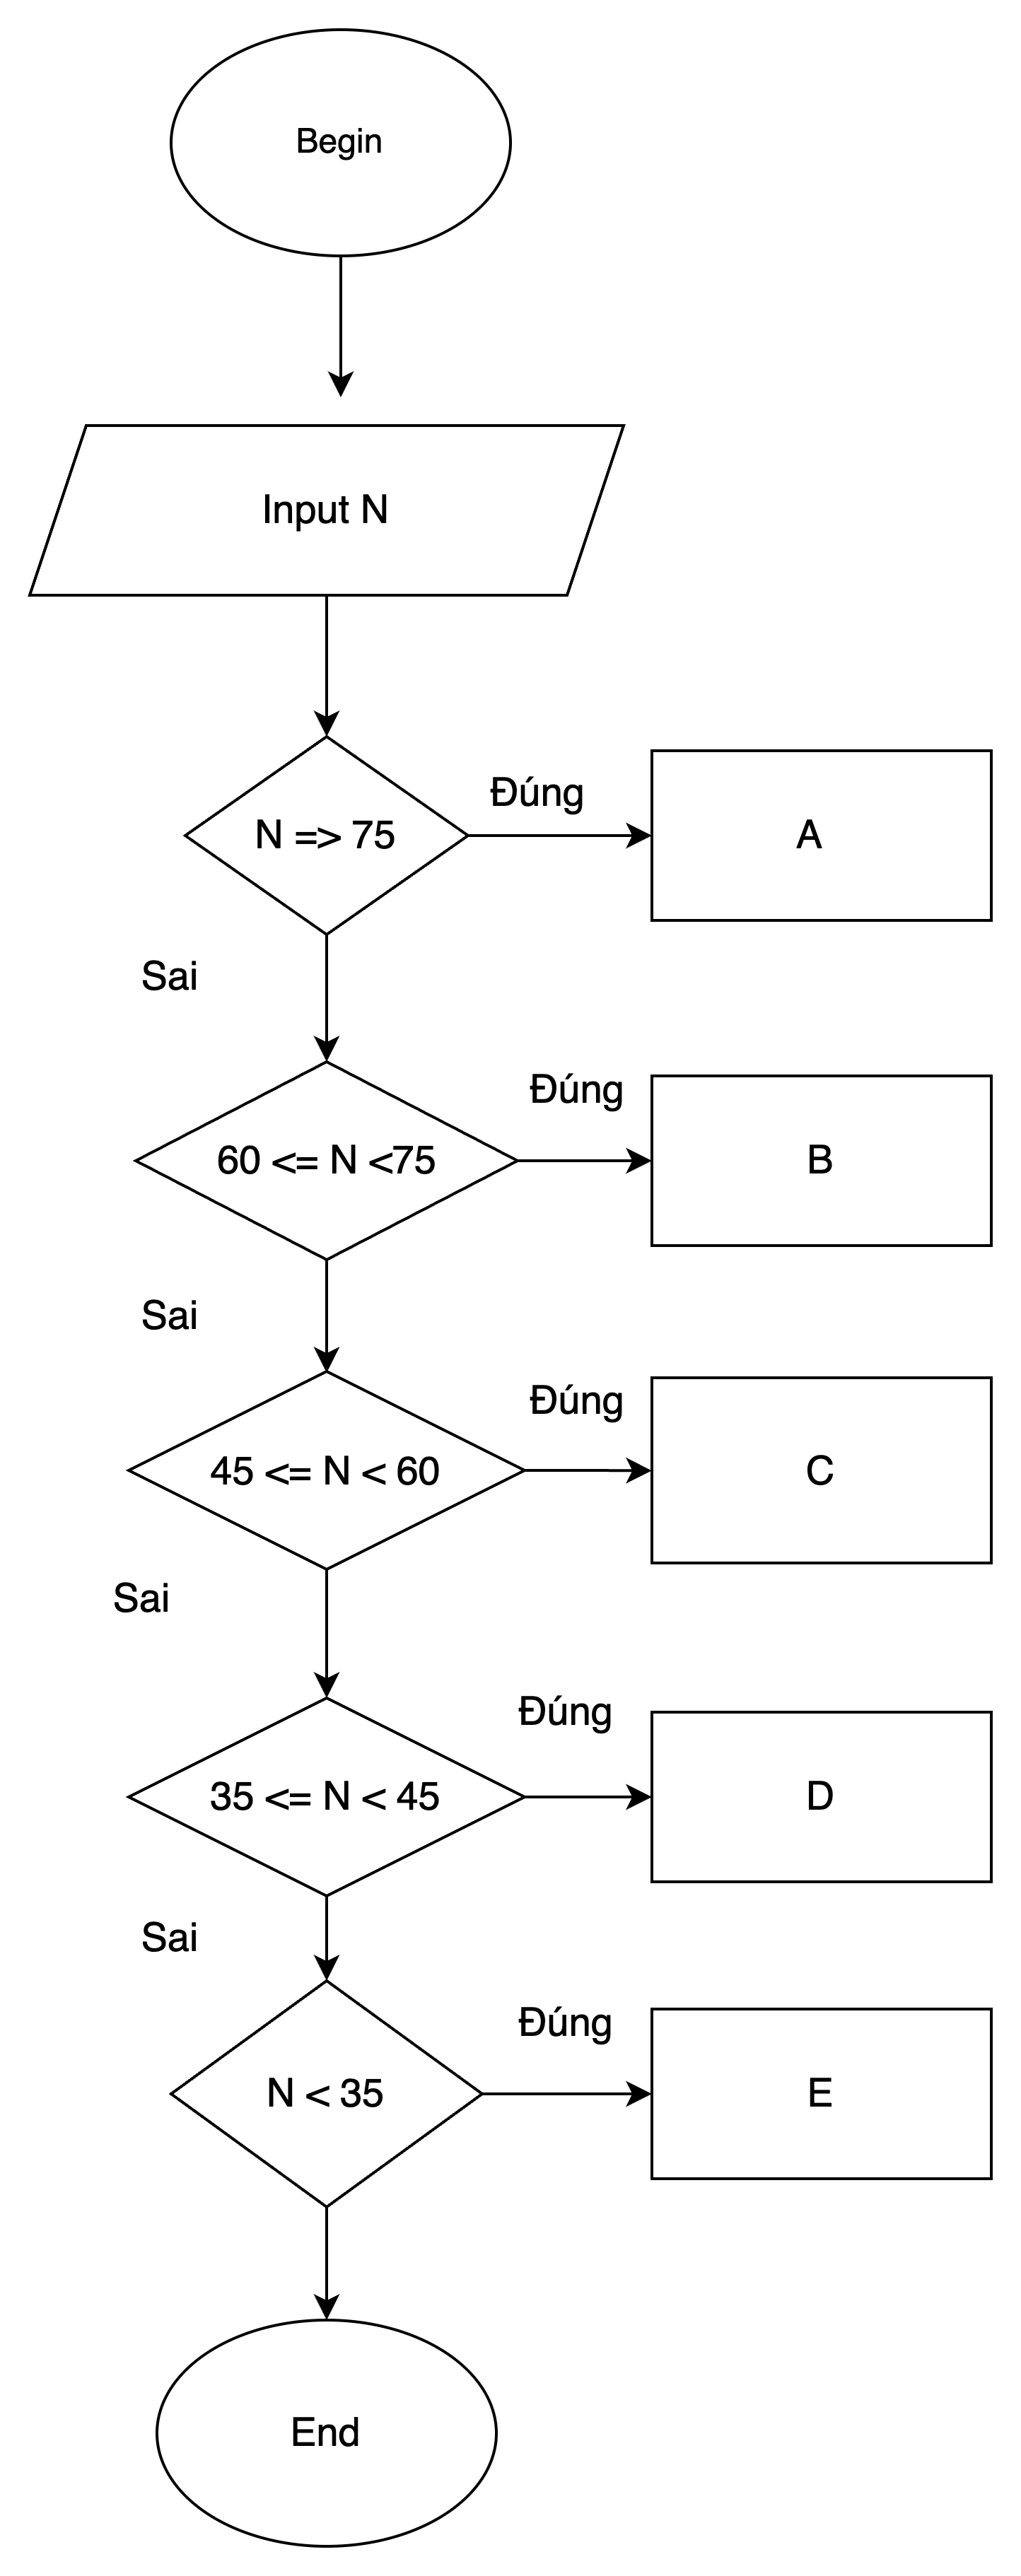 Begin
Input N
N => 75
Đúng
A
Sai
60 <= N <75
Đúng
B
Sai
45 <= N < 60
Đúng
C
Sai
35 <= N < 45
Đúng
D
Sai
N < 35
Đúng
E
End